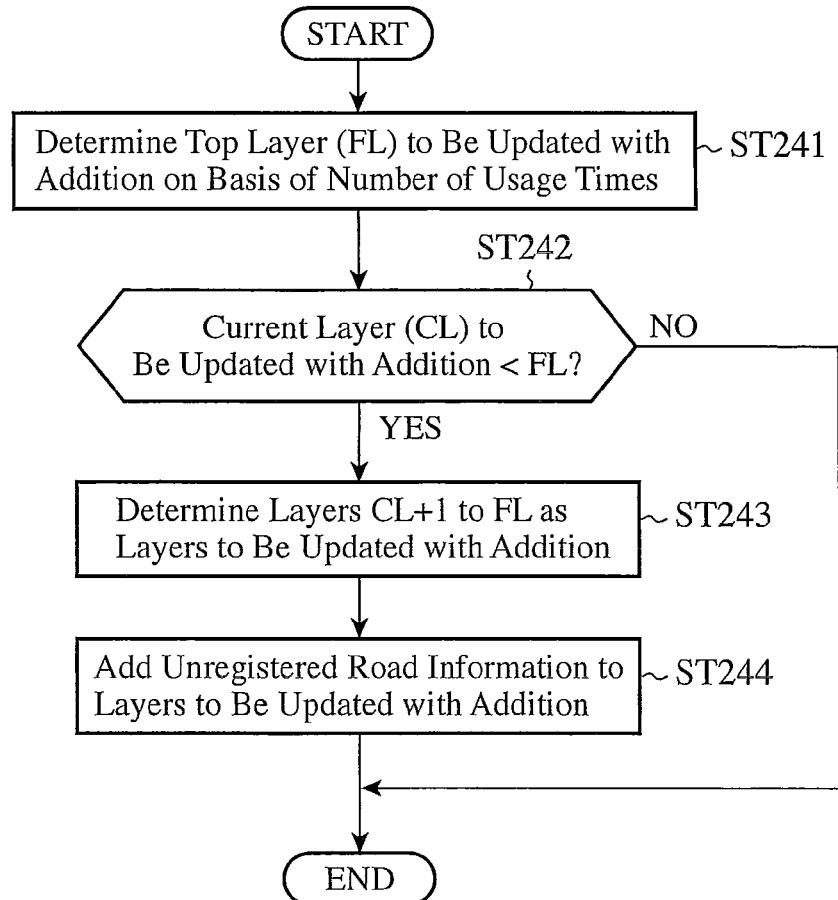 START
Determine Top Layer (FL) to Be Updated with
Addition on Basis of Number of Usage Times
ST241
ST242
Current Layer (CL) to
Be Updated with Addition < FL?
NO
YES
Determine Layers CL+1 to FL as
Layers to Be Updated with Addition
ST243
Add Unregistered Road Information to
Layers to Be Updated with Addition
ST244
END